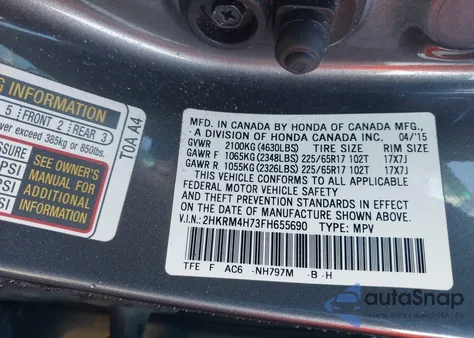 G INFORMATION
5 FRONT 2 REAR 3
ever exceed 385kg or 850lbs.
SSURE
PSI
PSI
PSI
SEE OWNER'S
MANUAL FOR
ADDITIONAL
INFORMATION
TOA A4
MFD. IN CANADA BY HONDA OF CANADA MFG.,
A DIVISION OF HONDA CANADA INC. 04/'15
GVWR 2100KG (4630LBS) TIRE SIZE RIM SIZE
GAWR F 1065KG (2348LBS) 225/65R17 102T 17X7J
GAWR R 1055KG (2326LBS) 225/65R17 102T 17X7J
THIS VEHICLE CONFORMS TO ALL APPLICABLE
FEDERAL MOTOR VEHICLE SAFETY, BUMPER,
AND THEFT PREVENTION STANDARDS IN EFFECT
ON THE DATE OF MANUFACTURE SHOWN ABOVE.
V.I.N.: 2HKRM4H73FH655690 TYPE: MPV
TFE F AC6 -NH797M -B -H
autoSnap